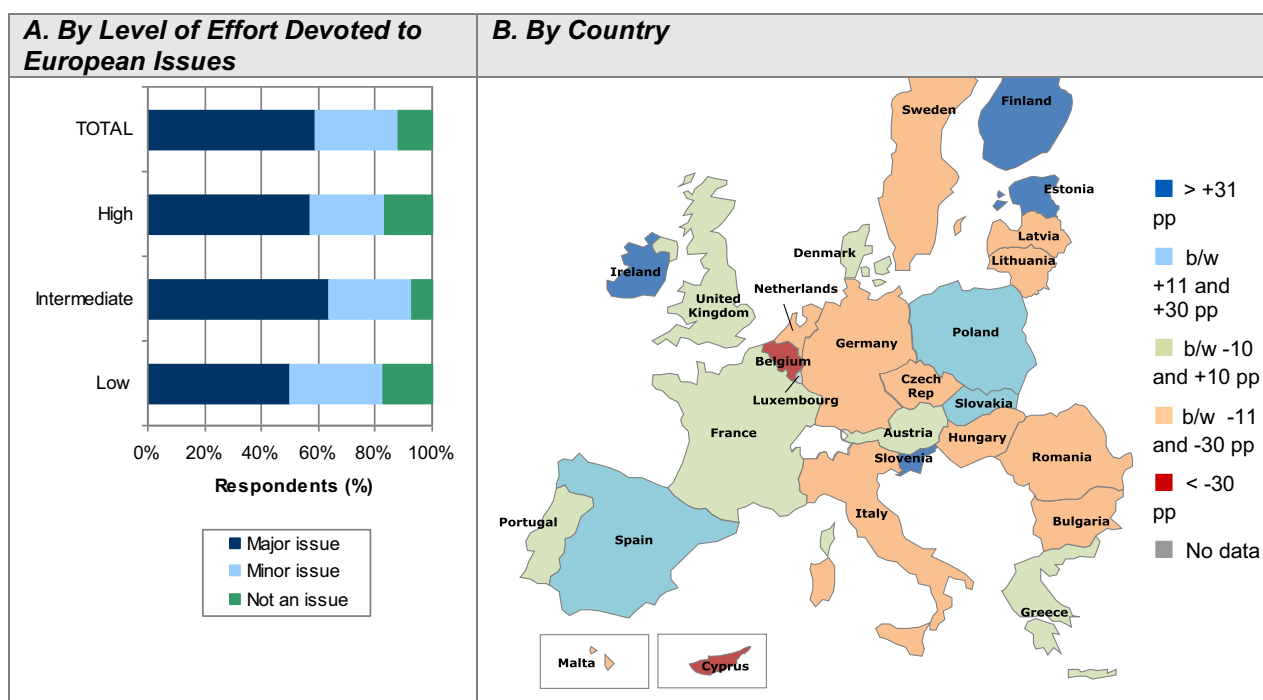 A. By Level of Effort Devoted to
European Issues
B. By Country
TOTAL
High
Intermediate
Low
0%
20%
40%
60%
80%
100%
Respondents (%)
Major issue
Minor issue
Not an issue
Finland
Sweden
Estonia
Latvia
Lithuania
Denmark
Ireland
Netherlands
United
Kingdom
Poland
Germany
Belgium
Czech
Rep
Luxembourg
Slovakia
France
Austria
Hungary
Slovenia
Romania
Italy
Bulgaria
Portugal
Spain
Greece
Malta
Cyprus
> +31
pp
b/w
+11 and
+30 pp
b/w -10
and +10 pp
b/w -11
and -30 pp
< -30
pp
No data